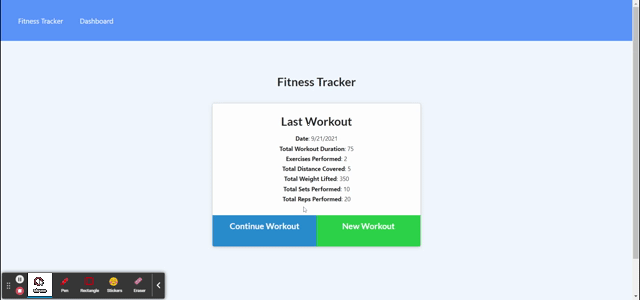 Fitness Tracker Dashboard
Fitness Tracker
Last Workout
Date: 9/21/2021
Total Workout Duration: 75
Exercises Performed: 2
Total Distance Covered: 5
Total Weight Lifted: 350
Total Sets Performed: 10
Total Reps Performed: 20
Continue Workout New Workout
Pen Rectangle Stickers Eraser